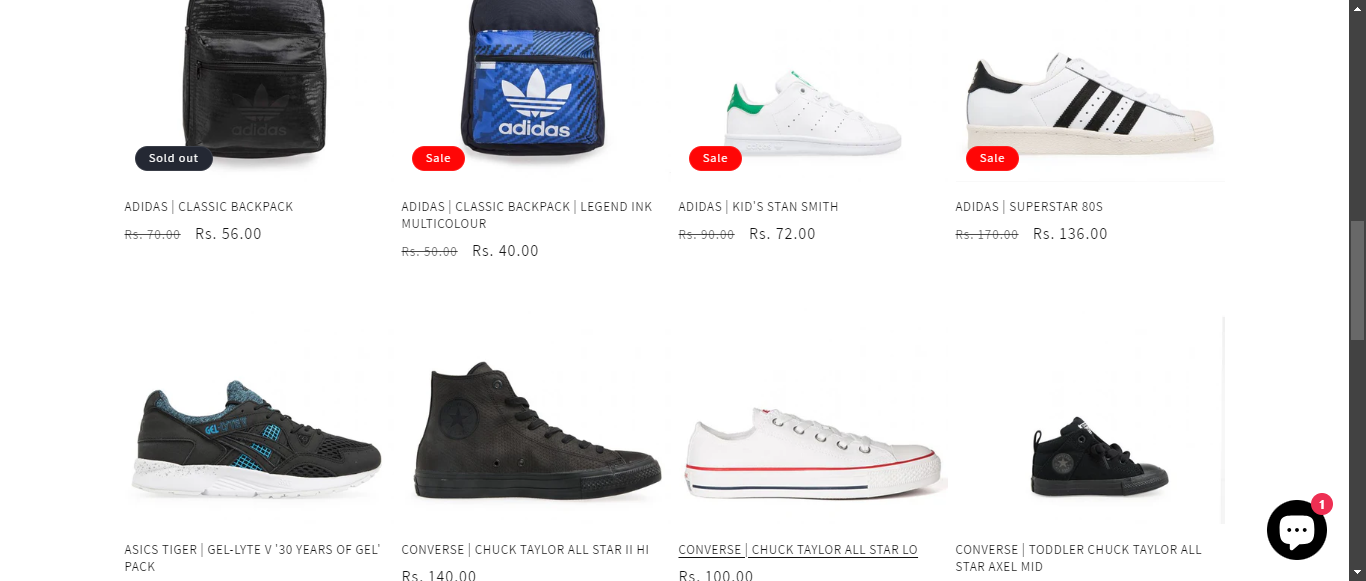 adidas
adidas
Sold out
Sale
Sale
Sale
ADIDAS | CLASSIC BACKPACK
Rs. 70.00 Rs. 56.00
ADIDAS | CLASSIC BACKPACK | LEGEND INK
MULTICOLOUR
Rs. 50.00 Rs. 40.00
ADIDAS | KID'S STAN SMITH
Rs. 90.00 Rs. 72.00
ADIDAS | SUPERSTAR 80S
Rs. 170.00 Rs. 136.00
GEL-LYTE V
ASICS TIGER | GEL-LYTE V '30 YEARS OF GEL'
PACK
CONVERSE | CHUCK TAYLOR ALL STAR II HI
Rs. 140.00
CONVERSE | CHUCK TAYLOR ALL STAR LO
Rs. 100.00
CONVERSE | TODDLER CHUCK TAYLOR ALL
STAR AXEL MID
1